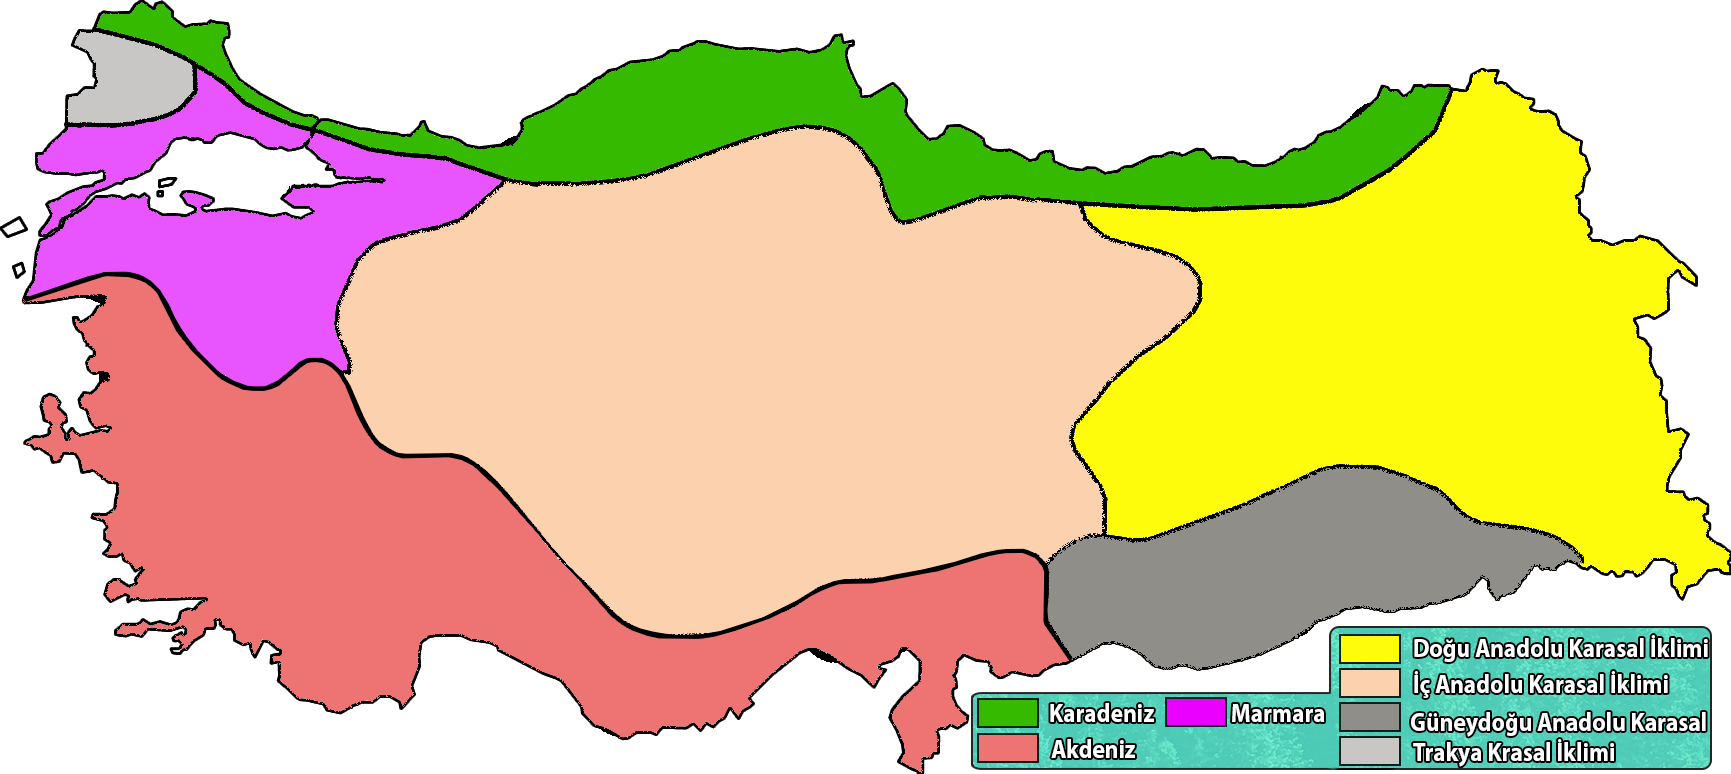 Doğu Anadolu Karasal İklimi
İç Anadolu Karasal İklimi
Karadeniz
Marmara
Güneydoğu Anadolu Karasal
Akdeniz
Trakya Krasal İklimi